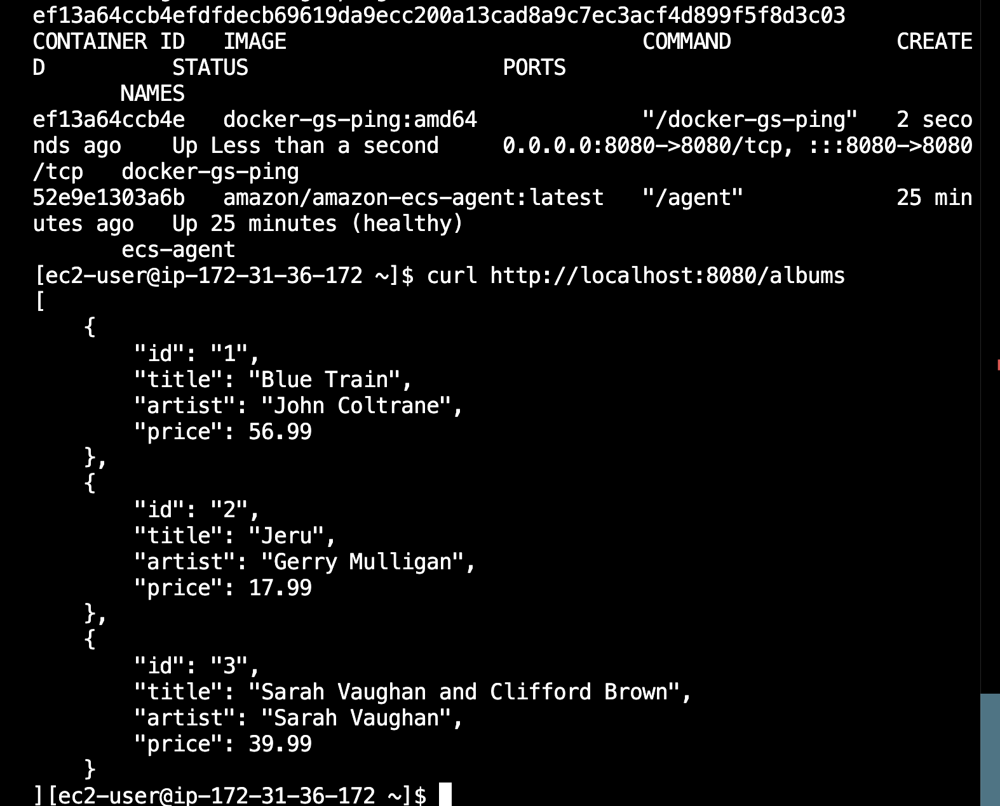 ef13a64ccb4efdfdecb69619da9ecc200a13cad8a9c7ec3acf4d899f5f8d3c03
CONTAINER ID   IMAGE                            COMMAND             CREATE
D          STATUS                    PORTS
       NAMES
ef13a64ccb4e   docker-gs-ping:amd64             "/docker-gs-ping"   2 seco
nds ago    Up Less than a second     0.0.0.0:8080->8080/tcp, :::8080->8080
/tcp   docker-gs-ping
52e9e1303a6b   amazon/amazon-ecs-agent:latest   "/agent"            25 min
utes ago   Up 25 minutes (healthy)
       ecs-agent
[ec2-user@ip-172-31-36-172 ~]$ curl http://localhost:8080/albums
[
    {
        "id": "1",
        "title": "Blue Train",
        "artist": "John Coltrane",
        "price": 56.99
    },
    {
        "id": "2",
        "title": "Jeru",
        "artist": "Gerry Mulligan",
        "price": 17.99
    },
    {
        "id": "3",
        "title": "Sarah Vaughan and Clifford Brown",
        "artist": "Sarah Vaughan",
        "price": 39.99
    }
][ec2-user@ip-172-31-36-172 ~]$